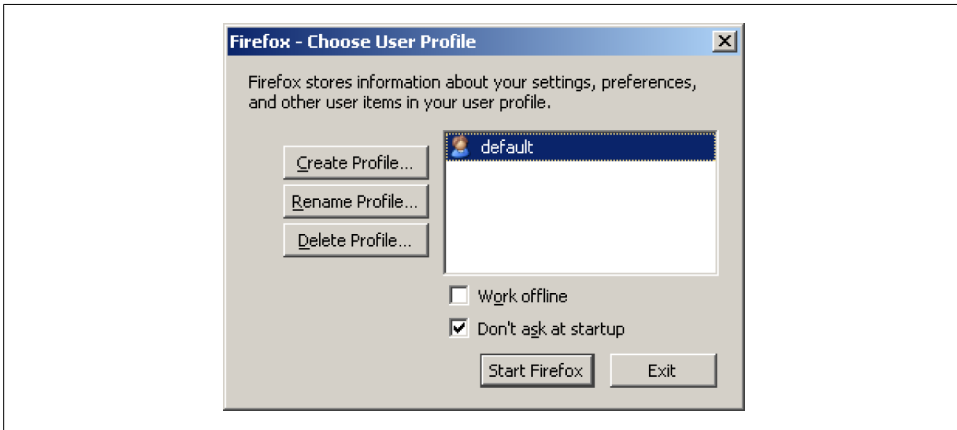 Firefox - Choose User Profile
Firefox stores information about your settings, preferences,
and other user items in your user profile.
default
Create Profile...
Rename Profile...
Delete Profile...
Work offline
Don't ask at startup
Start Firefox
Exit